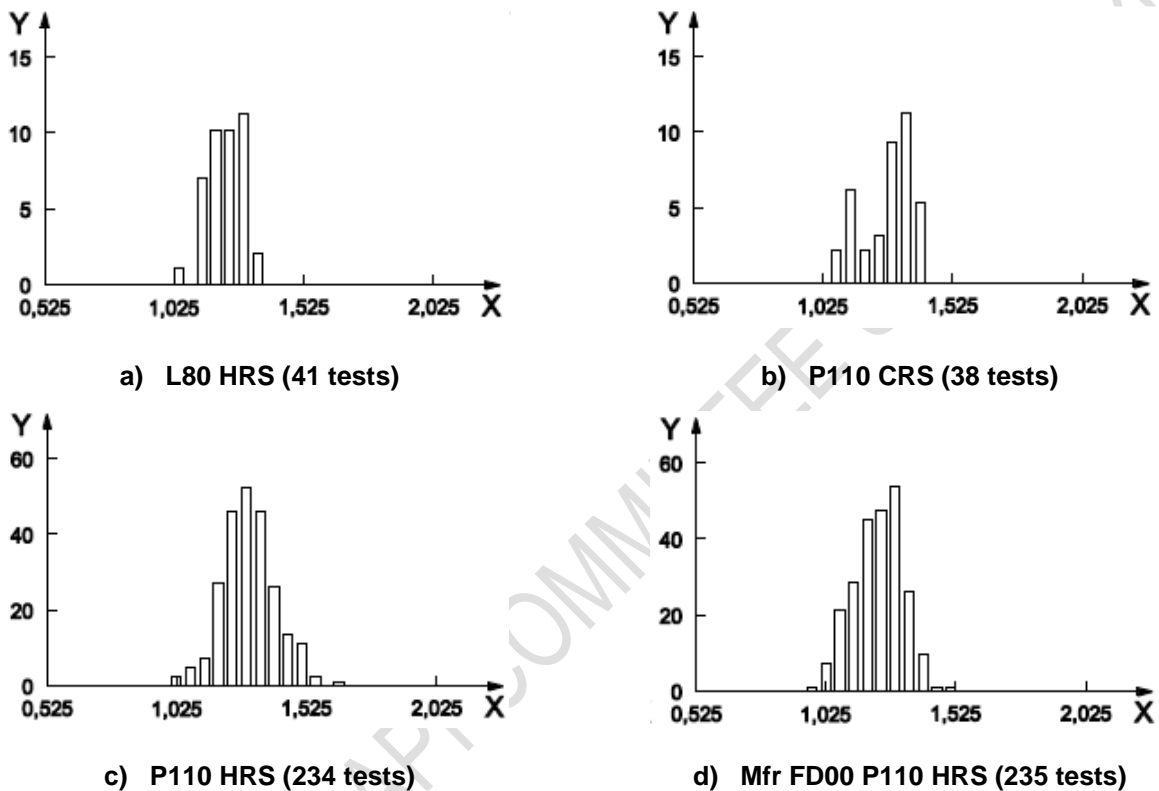 Y
15
10
5
0
0,525 1,025 1,525 2,025 X
a) L80 HRS (41 tests)
Y
15
10
5
0
0,525 1,025 1,525 2,025 X
b) P110 CRS (38 tests)
Y
60
40
20
0
0,525 1,025 1,525 2,025 X
c) P110 HRS (234 tests)
Y
60
40
20
0
0,525 1,025 1,525 2,025 X
d) Mfr FD00 P110 HRS (235 tests)